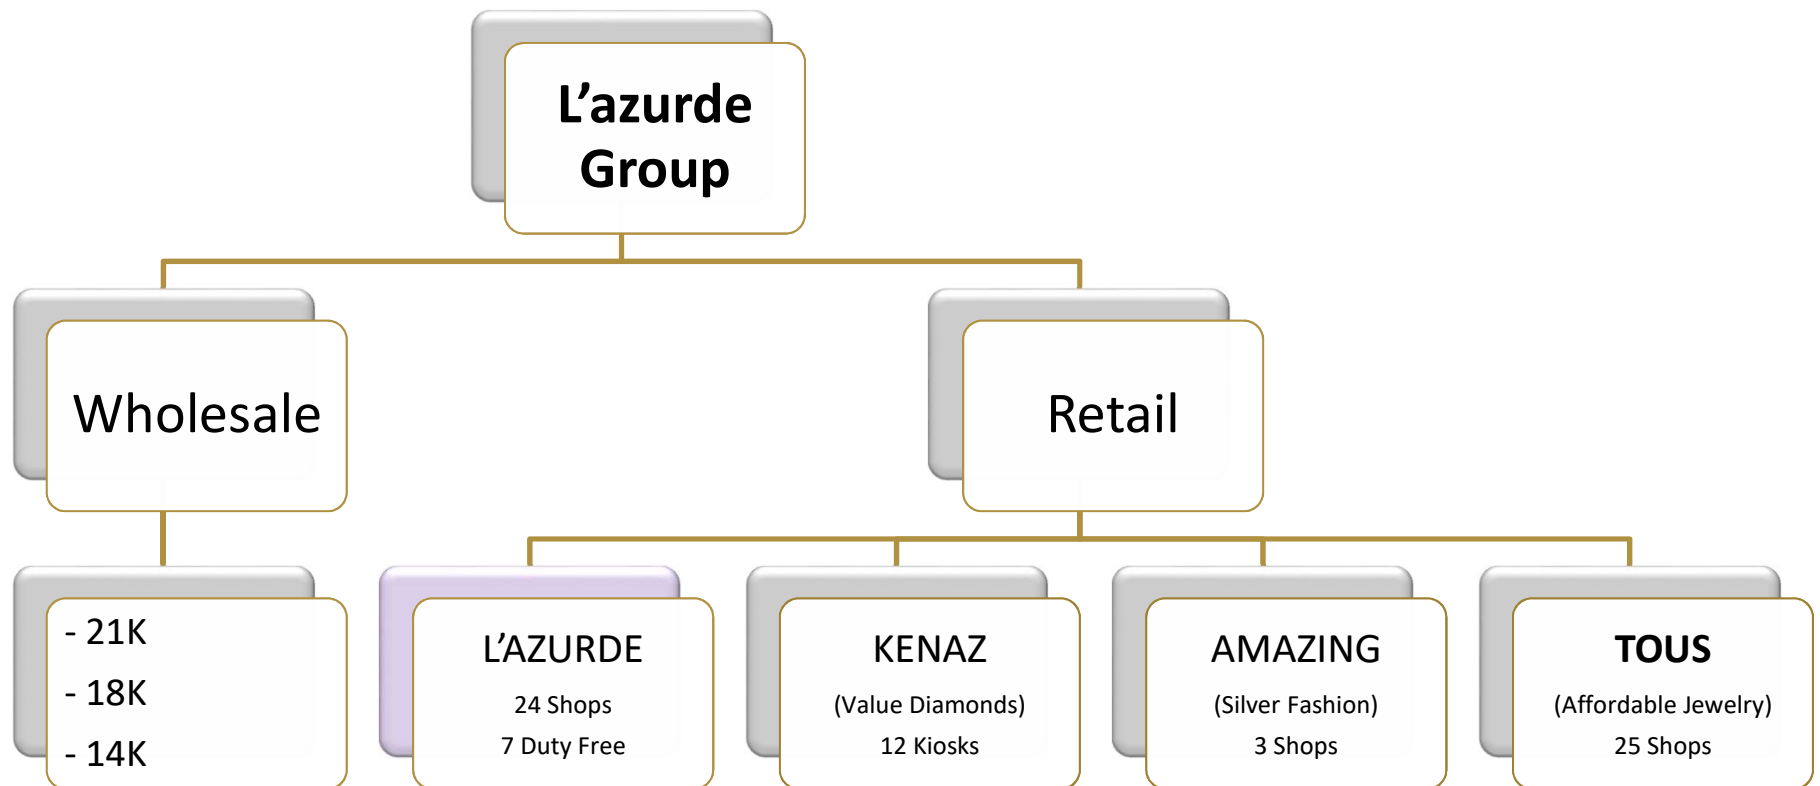 L’azurde
Group
Wholesale
Retail
- 21K
- 18K
- 14K
L’AZURDE
24 Shops
7 Duty Free
KENAZ
(Value Diamonds)
12 Kiosks
AMAZING
(Silver Fashion)
3 Shops
TOUS
(Affordable Jewelry)
25 Shops